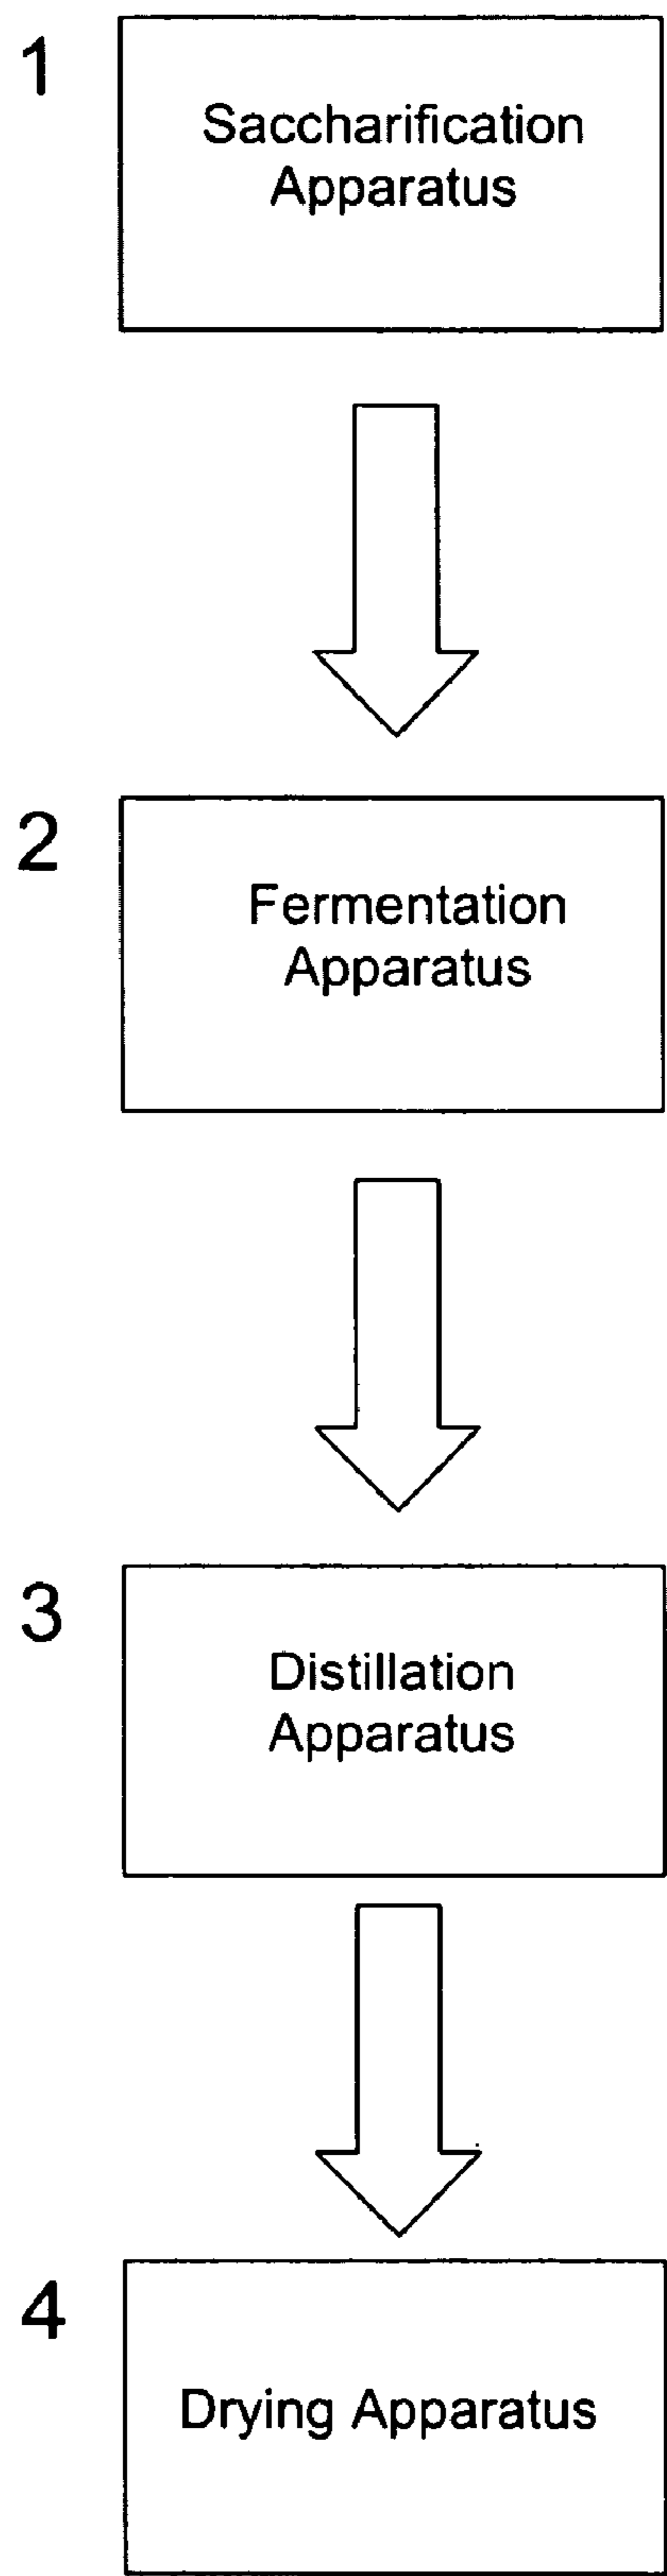 1
Saccharification
Apparatus
2
Fermentation
Apparatus
3
Distillation
Apparatus
4
Drying Apparatus